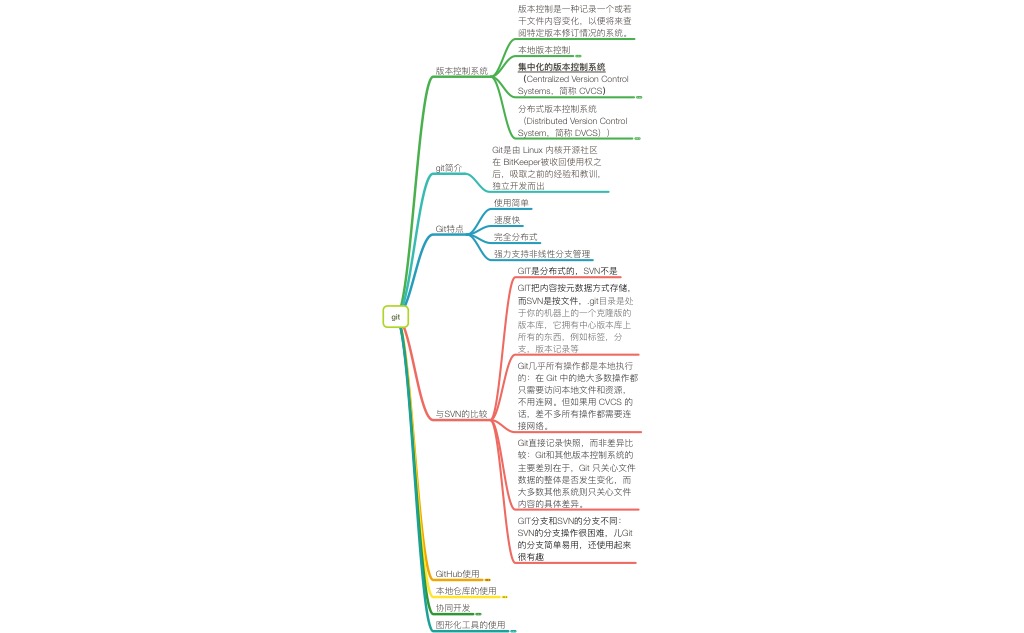 版本控制是一种记录一个或若
干文件内容变化，以便将来查
阅特定版本修订情况的系统。
本地版本控制
版本控制系统
集中化的版本控制系统
（Centralized Version Control
Systems，简称 CVCS）
分布式版本控制系统
（Distributed Version Control
System，简称 DVCS））
git简介
Git是由 Linux 内核开源社区
在 BitKeeper被收回使用权之
后，吸取之前的经验和教训，
独立开发而出
Git特点
使用简单
速度快
完全分布式
强力支持非线性分支管理
git
与SVN的比较
GIT是分布式的，SVN不是
GIT把内容按元数据方式存储，
而SVN是按文件，.git目录是处
于你的机器上的一个克隆版的
版本库，它拥有中心版本库上
所有的东西，例如标签，分
支，版本记录等
Git几乎所有操作都是本地执行
的：在 Git 中的绝大多数操作都
只需要访问本地文件和资源，
不用连网。但如果用 CVCS 的
话，差不多所有操作都需要连
接网络。
Git直接记录快照，而非差异比
较：Git和其他版本控制系统的
主要差别在于，Git 只关心文件
数据的整体是否发生变化，而
大多数其他系统则只关心文件
内容的具体差异。
GIT分支和SVN的分支不同：
SVN的分支操作很困难，儿Git
的分支简单易用，还使用起来
很有趣
GitHub使用
本地仓库的使用
协同开发
图形化工具的使用